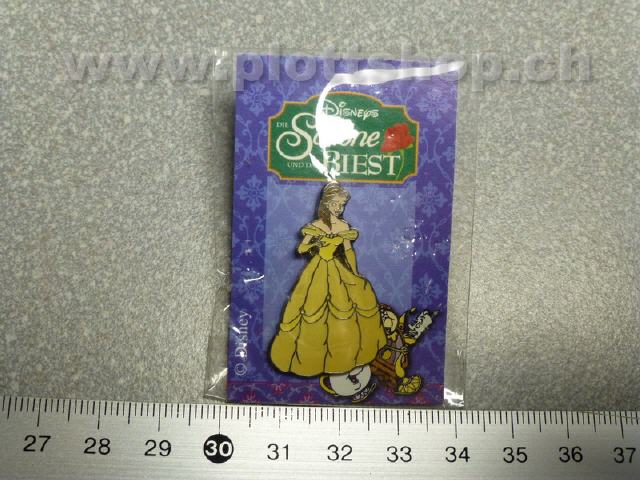 www.plottshop.ch
Disneys
DIE
Schöne
UND DAS BIEST
© Disney
27 28 29 30 31 32 33 34 35 36 37